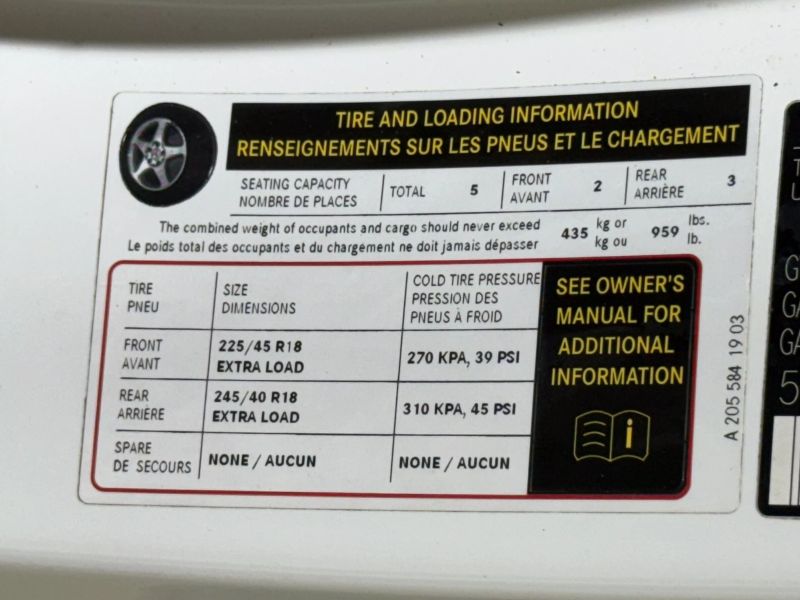 TIRE AND LOADING INFORMATION
RENSEIGNEMENTS SUR LES PNEUS ET LE CHARGEMENT
SEATING CAPACITY
NOMBRE DE PLACES
TOTAL 5
FRONT
AVANT
2
REAR
ARRIÈRE
3
The combined weight of occupants and cargo should never exceed
Le poids total des occupants et du chargement ne doit jamais dépasser
435 kg or
kg ou
959 lbs.
lb.
TIRE
PNEU
SIZE
DIMENSIONS
COLD TIRE PRESSURE
PRESSION DES
PNEUS À FROID
FRONT
AVANT
225/45 R18
EXTRA LOAD
270 KPA, 39 PSI
REAR
ARRIÈRE
245/40 R18
EXTRA LOAD
310 KPA, 45 PSI
SPARE
DE SECOURS
NONE / AUCUN
NONE / AUCUN
SEE OWNER'S
MANUAL FOR
ADDITIONAL
INFORMATION
i
A 205 584 19 03